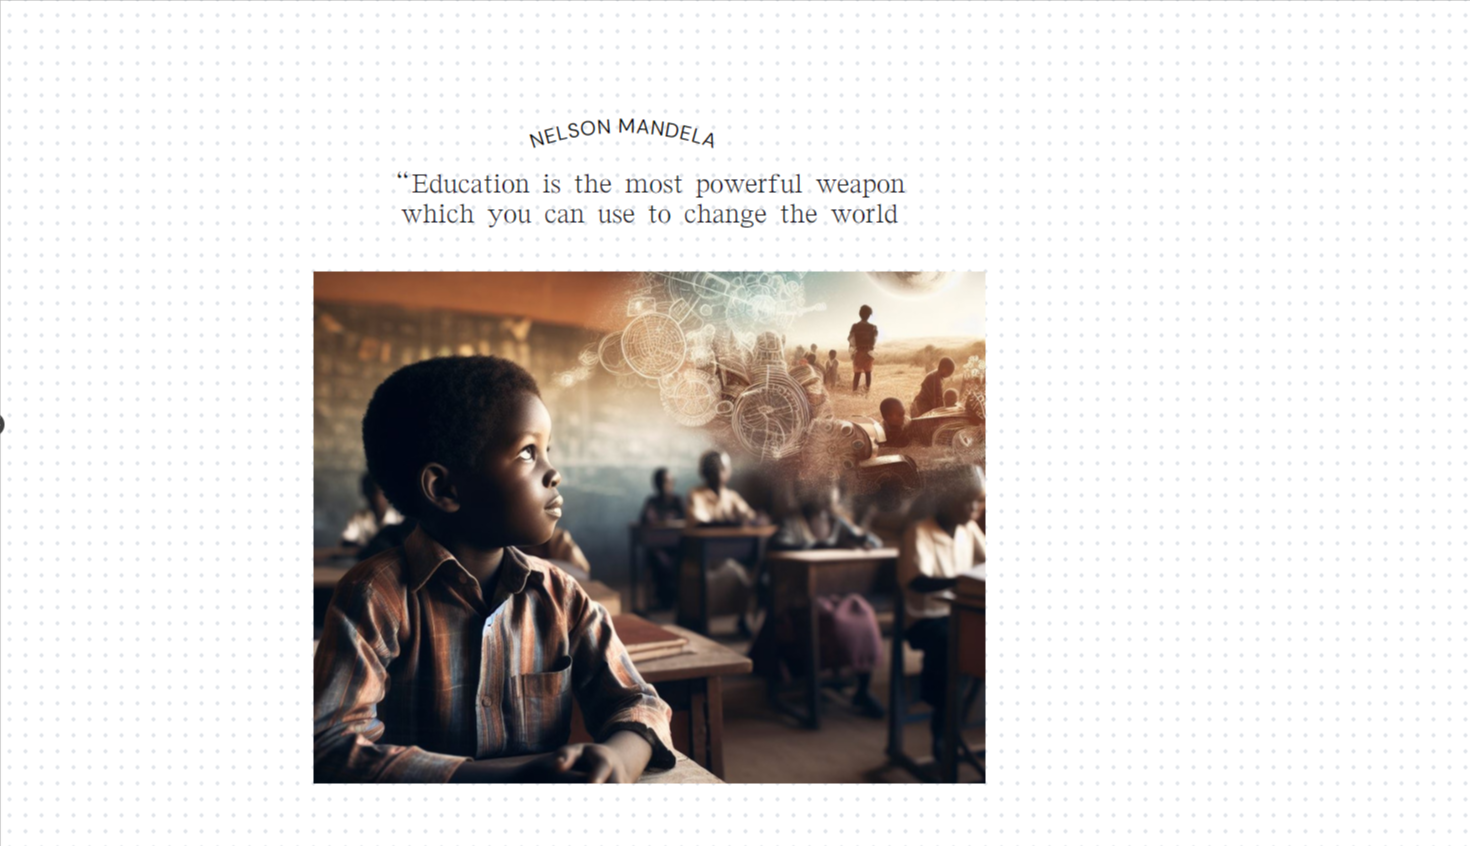 NELSON MANDELA
“Education is the most powerful weapon
which you can use to change the world